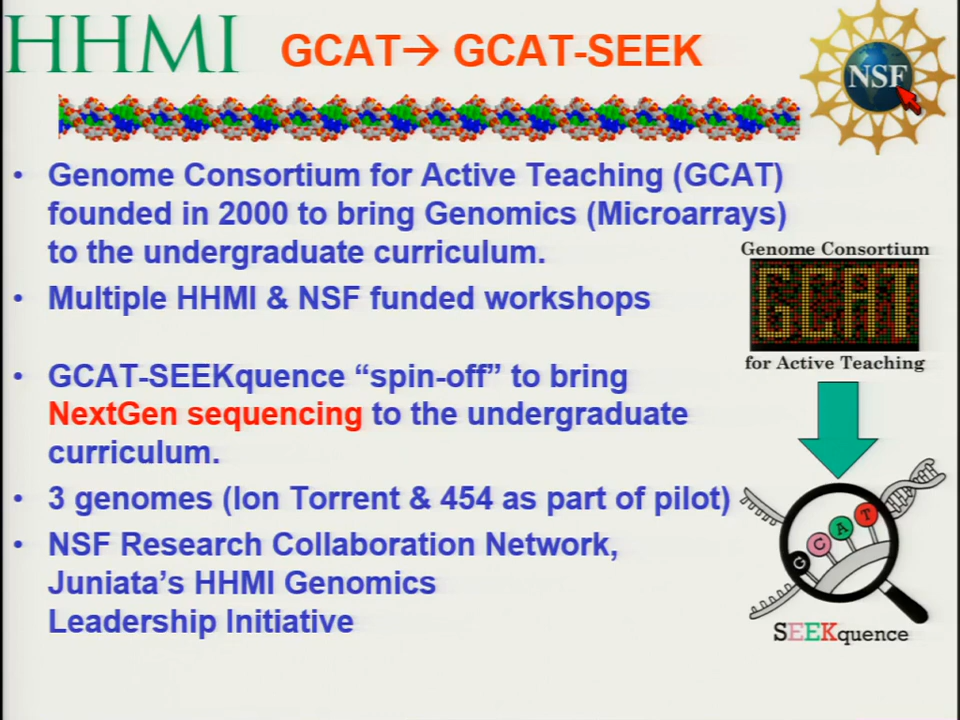 HHMI
GCAT→ GCAT-SEEK
NSF
• Genome Consortium for Active Teaching (GCAT)
founded in 2000 to bring Genomics (Microarrays)
to the undergraduate curriculum.
• Multiple HHMI & NSF funded workshops
Genome Consortium
GCAT
for Active Teaching
• GCAT-SEEKquence “spin-off” to bring
NextGen sequencing to the undergraduate
curriculum.
• 3 genomes (Ion Torrent & 454 as part of pilot)
• NSF Research Collaboration Network,
Juniata’s HHMI Genomics
Leadership Initiative
G C A T
SEEKquence